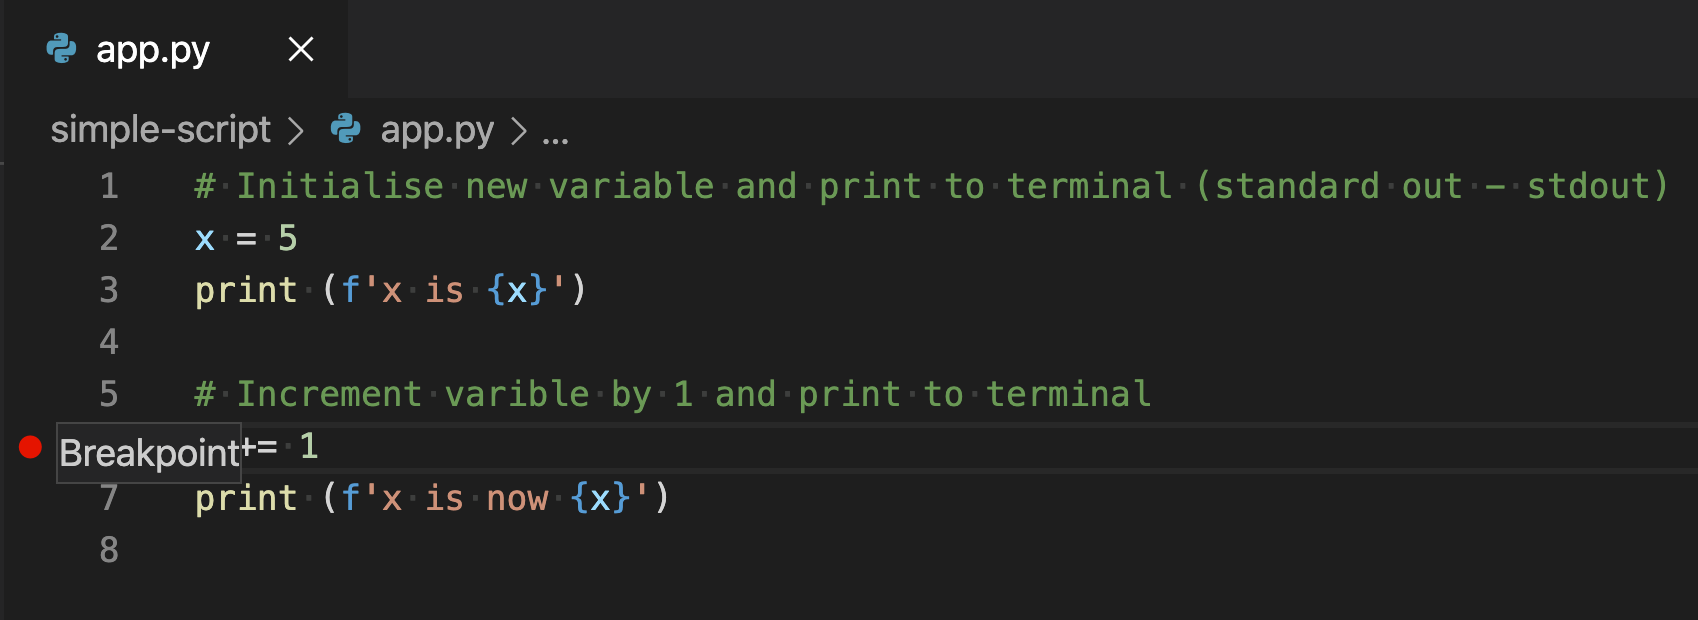 app.py
simple-script > app.py > ...
1 # Initialise new variable and print to terminal (standard out - stdout)
2 x = 5
3 print (f'x is {x}')
4
5 # Increment varible by 1 and print to terminal
Breakpoint += 1
7 print (f'x is now {x}')
8